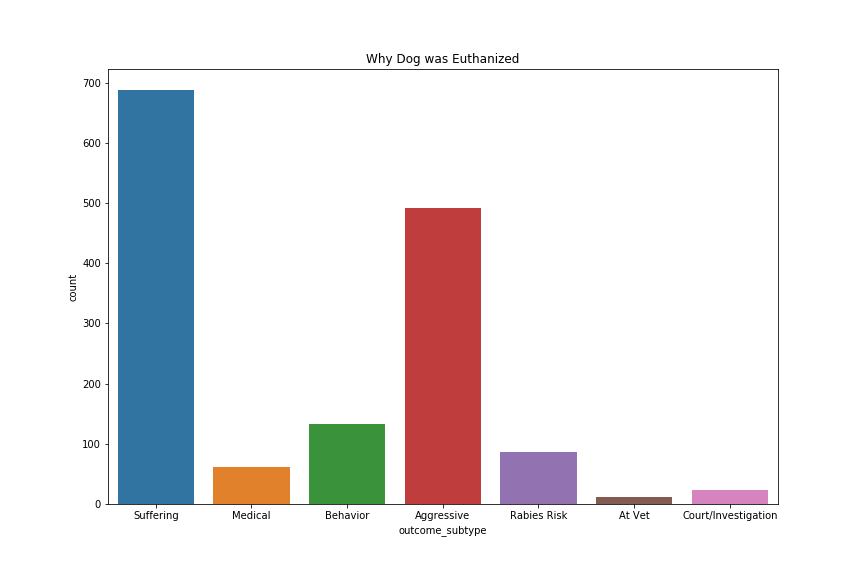 Why Dog was Euthanized
700
600
500
400
300
200
100
0
count
Suffering Medical Behavior Aggressive Rabies Risk At Vet Court/Investigation
outcome_subtype